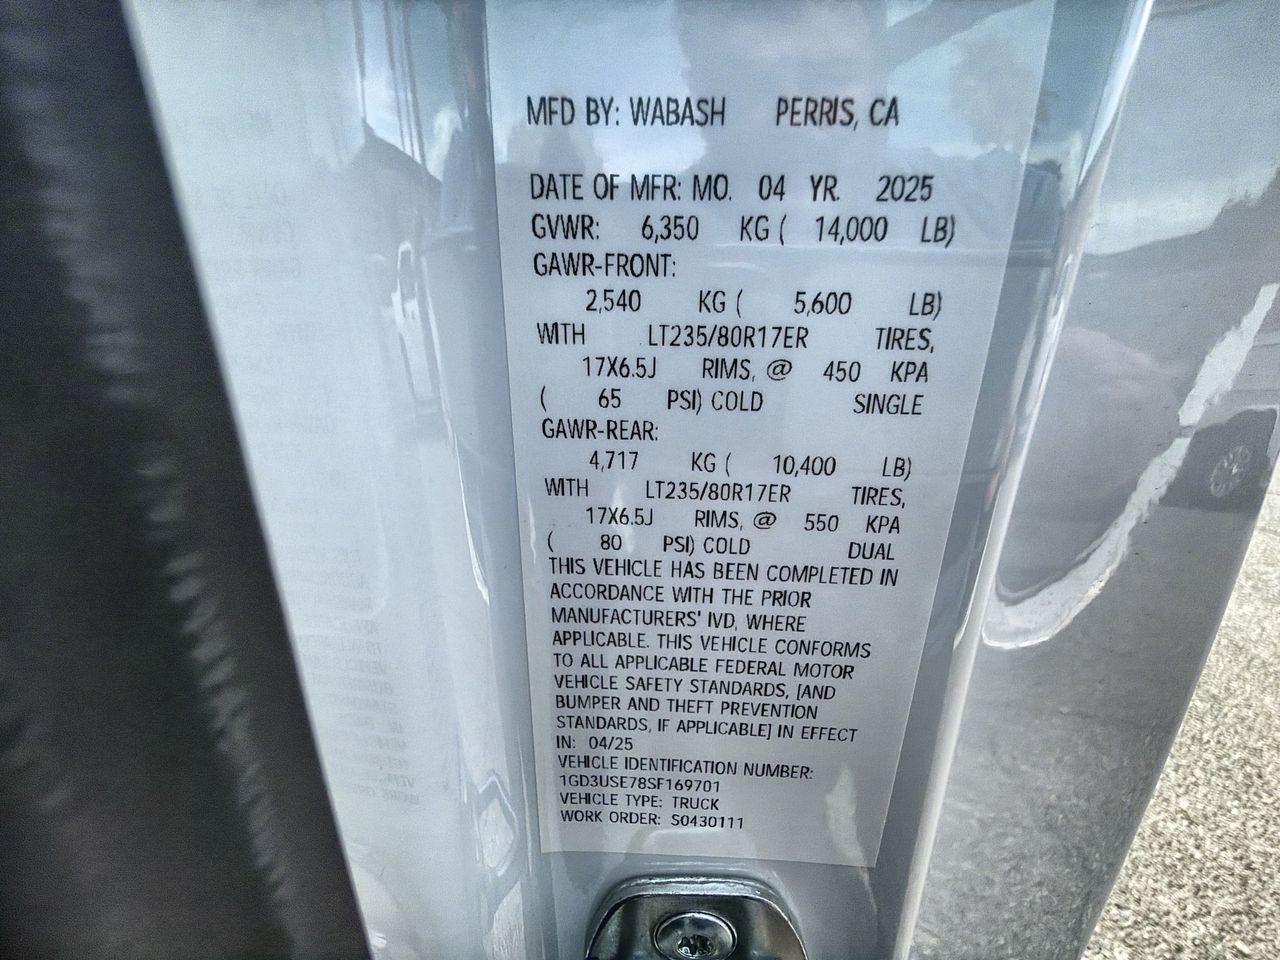 MFD BY: WABASH PERRIS, CA
DATE OF MFR: MO. 04 YR. 2025
GVWR: 6,350 KG ( 14,000 LB)
GAWR-FRONT:
2,540 KG ( 5,600 LB)
WITH LT235/80R17ER TIRES,
17X6.5J RIMS, @ 450 KPA
( 65 PSI) COLD SINGLE
GAWR-REAR:
4,717 KG ( 10,400 LB)
WITH LT235/80R17ER TIRES,
17X6.5J RIMS, @ 550 KPA
( 80 PSI) COLD DUAL
THIS VEHICLE HAS BEEN COMPLETED IN
ACCORDANCE WITH THE PRIOR
MANUFACTURERS' IVD, WHERE
APPLICABLE. THIS VEHICLE CONFORMS
TO ALL APPLICABLE FEDERAL MOTOR
VEHICLE SAFETY STANDARDS, [AND
BUMPER AND THEFT PREVENTION
STANDARDS, IF APPLICABLE] IN EFFECT
IN: 04/25
VEHICLE IDENTIFICATION NUMBER:
1GD3USE78SF169701
VEHICLE TYPE: TRUCK
WORK ORDER: S0430111